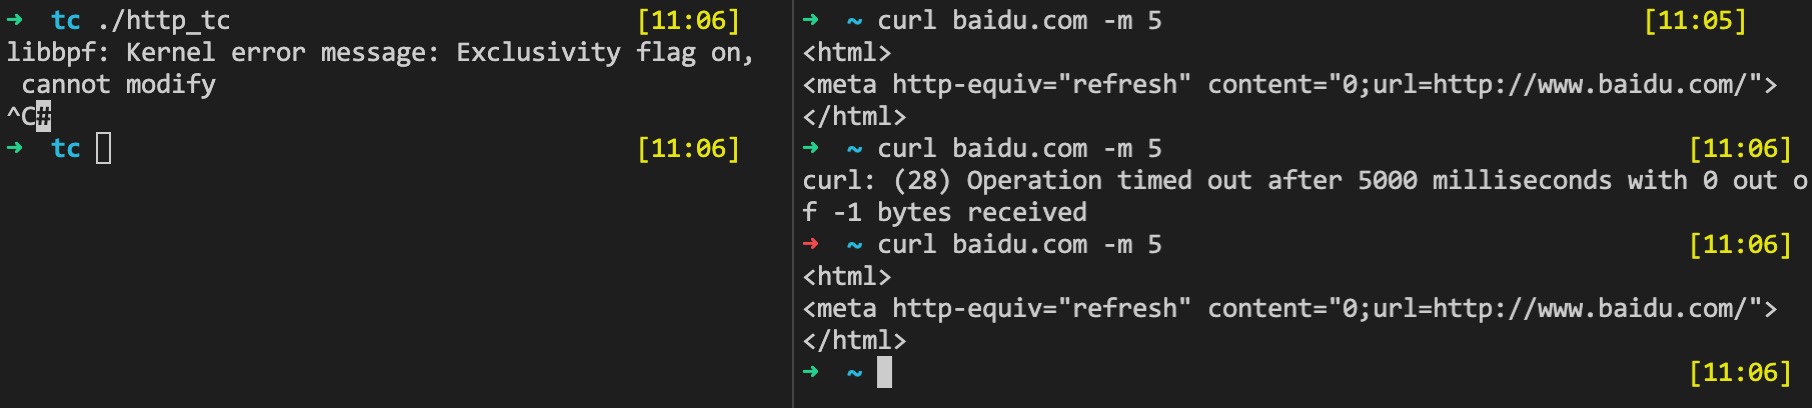 ➜  tc ./http_tc [11:06]
libbpf: Kernel error message: Exclusivity flag on,
 cannot modify
^C#
➜  tc [11:06]
➜  ~ curl baidu.com -m 5 [11:05]
<html>
<meta http-equiv="refresh" content="0;url=http://www.baidu.com/">
</html>
➜  ~ curl baidu.com -m 5 [11:06]
curl: (28) Operation timed out after 5000 milliseconds with 0 out o
f -1 bytes received
➜  ~ curl baidu.com -m 5 [11:06]
<html>
<meta http-equiv="refresh" content="0;url=http://www.baidu.com/">
</html>
➜  ~ [11:06]